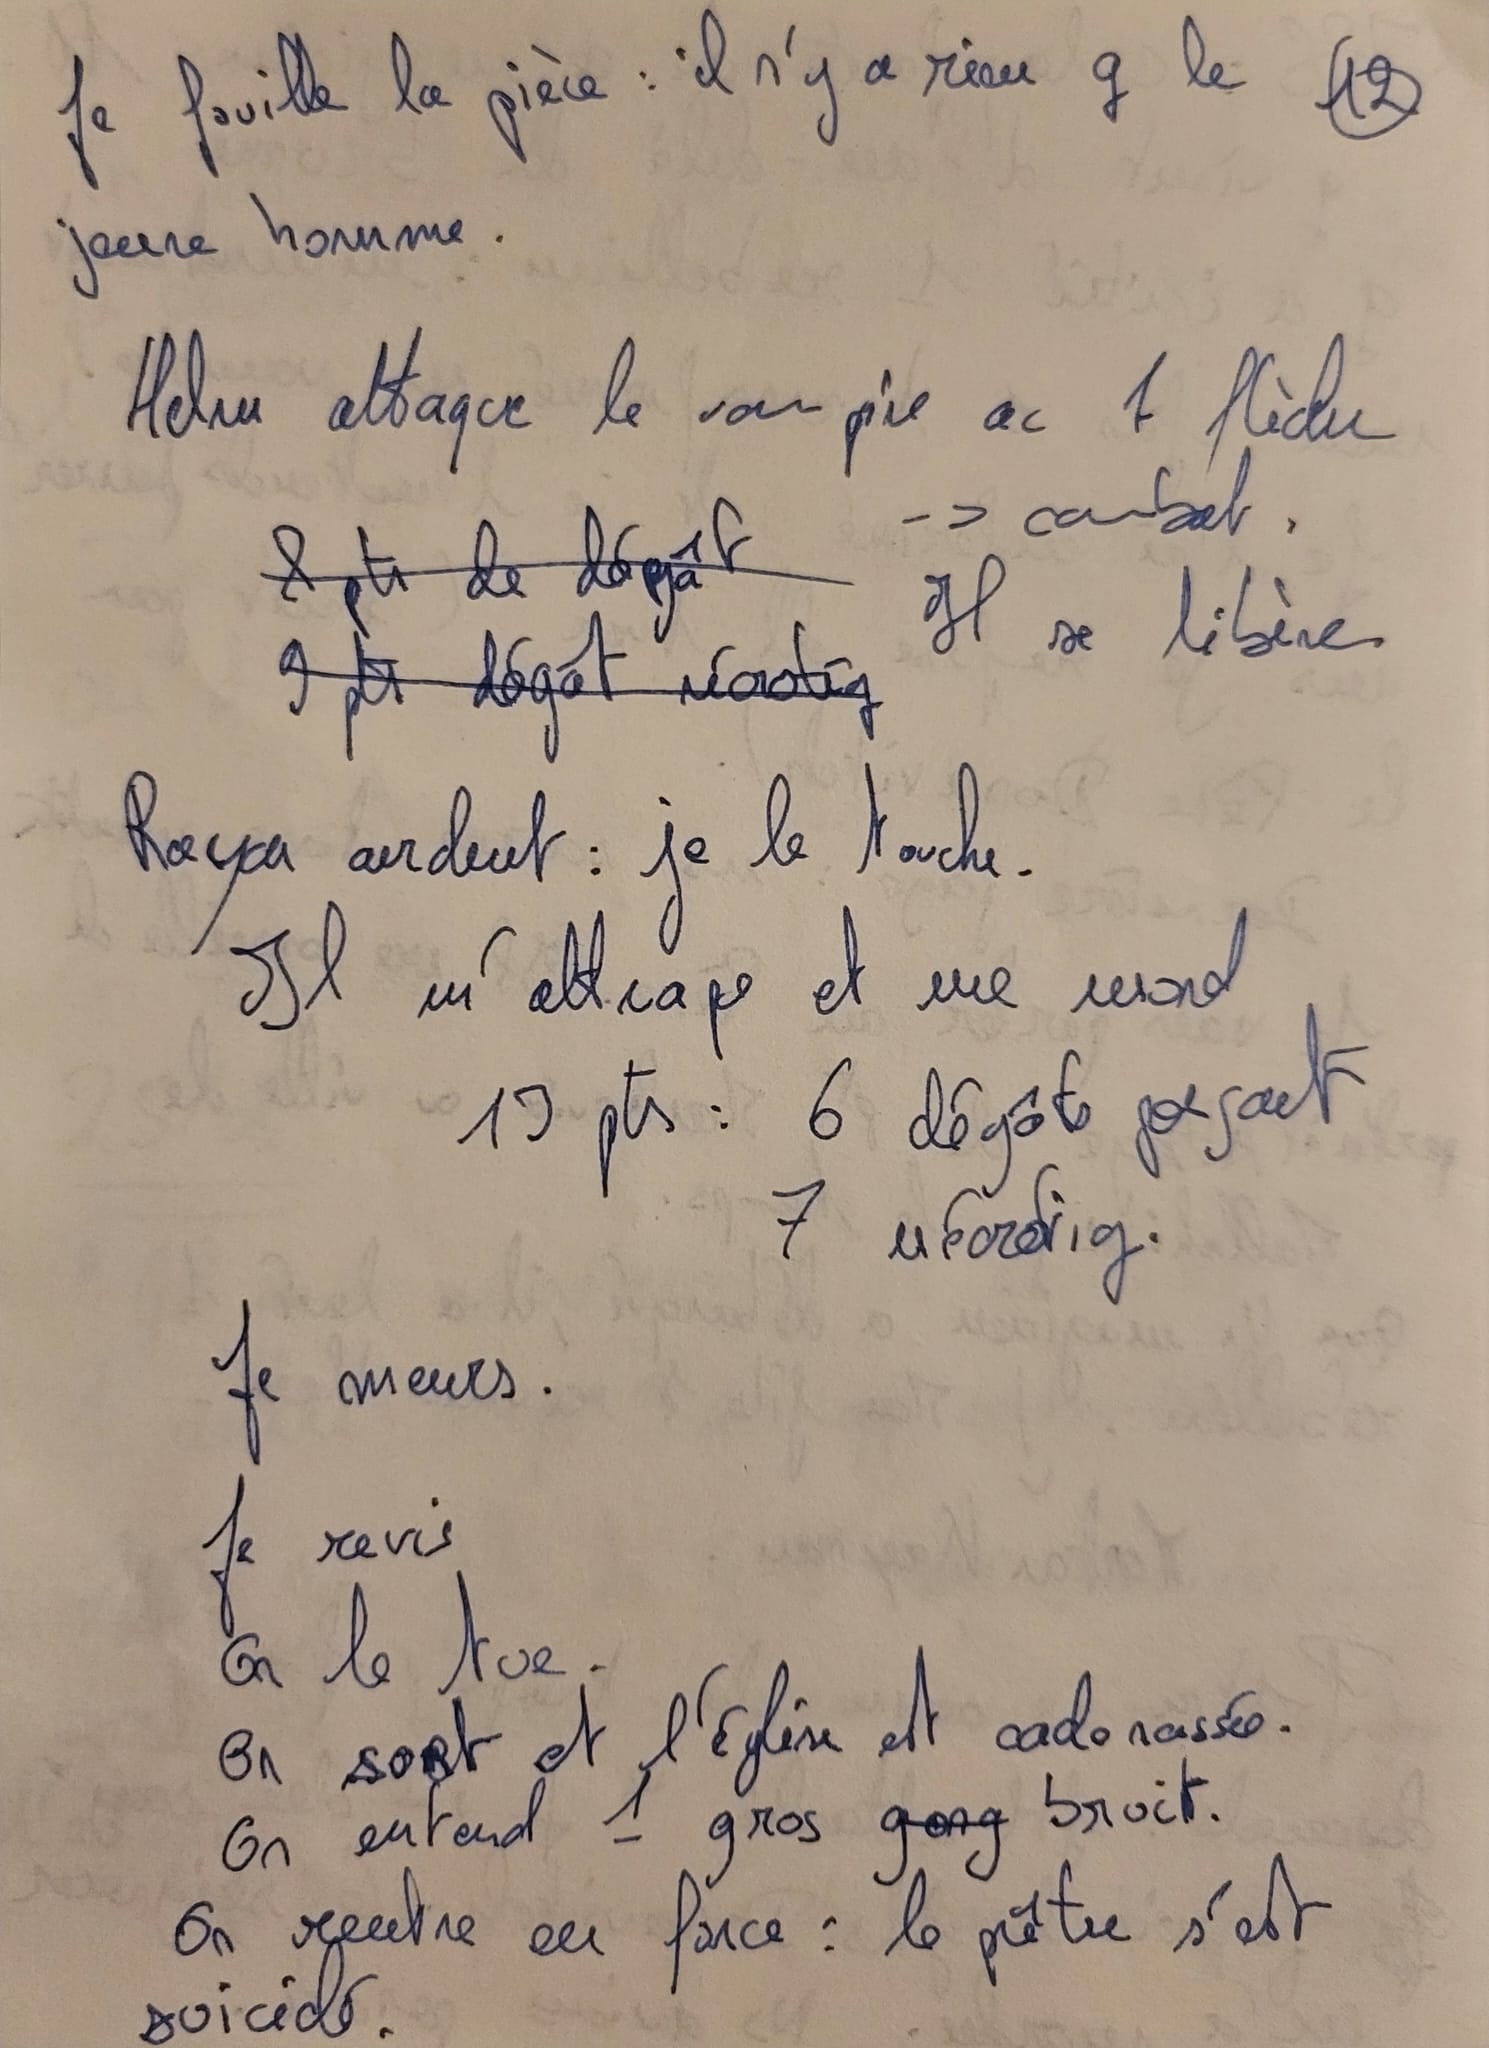 Je fouille la pièce : il n'y a rien q le 12
jeune homme.
Helm attaque le vampire ac 1 flèche
-> combat.
8 pts de dégât
Il se libère
9 pts dégât nécrotiq
Rayon ardent : je le touche.
Il m'attrape et me mord
13 pts : 6 dégâts perçant
7 nécrotiq.
Je meurs.
Je revis
On le tue.
On sort et l'église est cadenassée.
On entend 1 gros gong bruit.
On rentre en force : le prêtre s'est
suicidé.